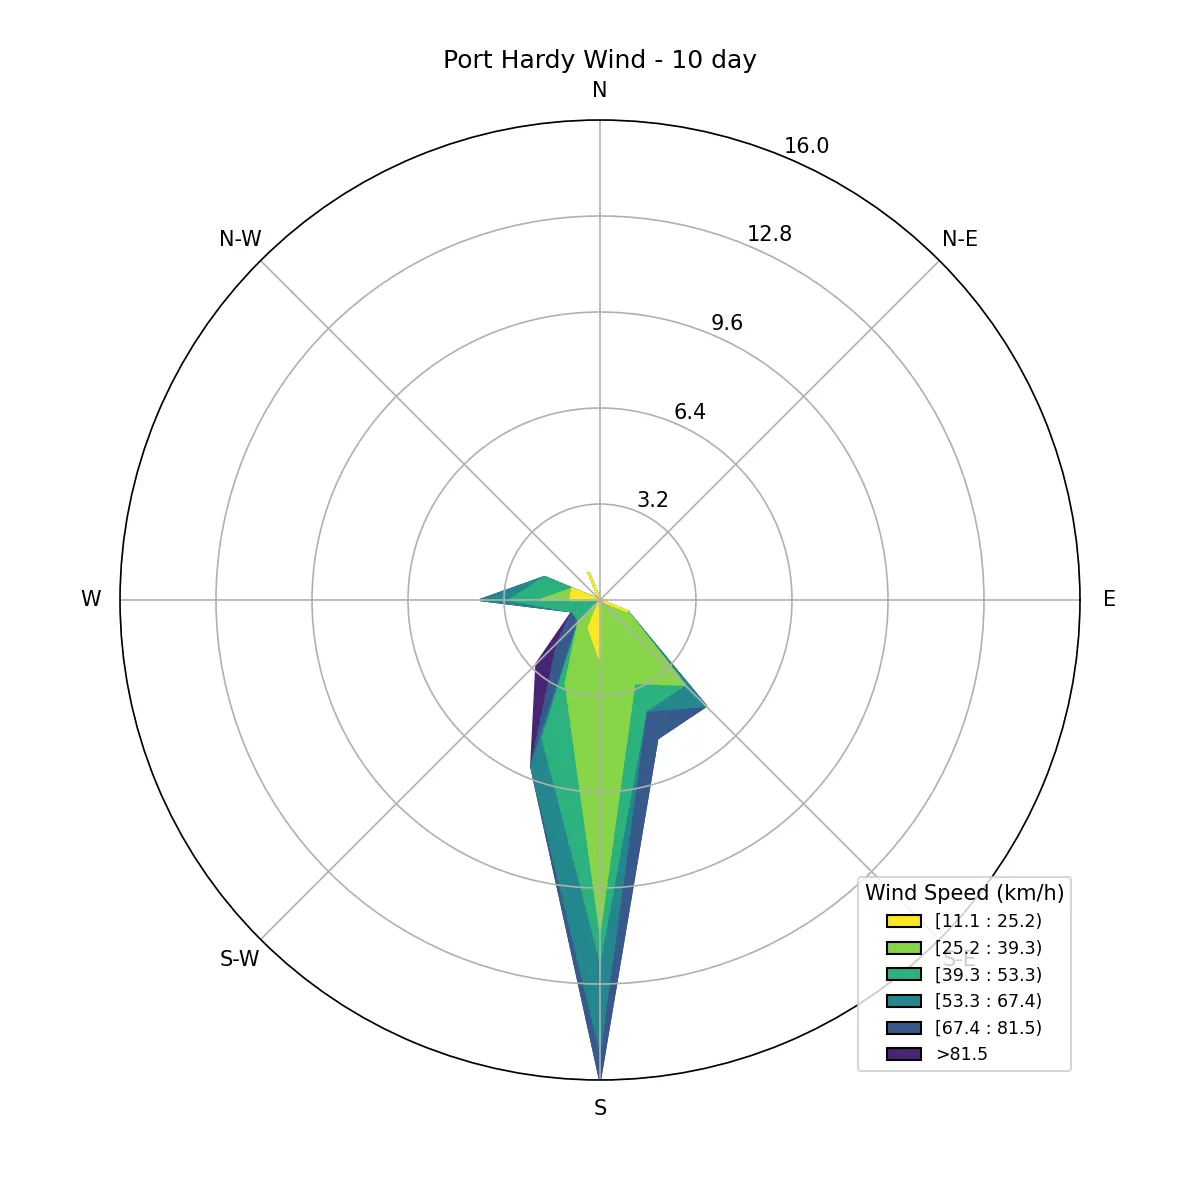 Port Hardy Wind - 10 day
N
16.0
12.8
N-W
N-E
9.6
6.4
3.2
W
E
Wind Speed (km/h)
[11.1 : 25.2)
[25.2 : 39.3)
S-W
S-E
[39.3 : 53.3)
[53.3 : 67.4)
[67.4 : 81.5)
>81.5
S